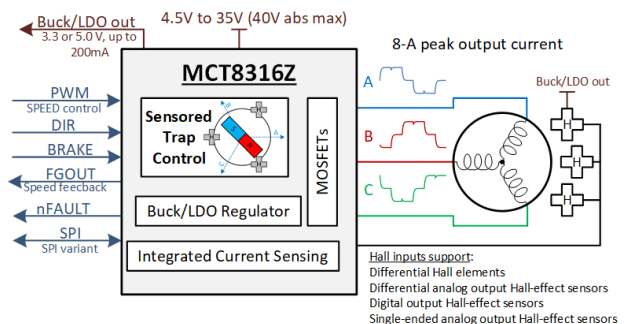 Buck/LDO out
3.3 or 5.0 V, up to
200mA
4.5V to 35V (40V abs max)
8-A peak output current
MCT8316Z
PWM
SPEED control
DIR
BRAKE
FGOUT
Speed feecback
nFAULT
SPI
SPI variant
Sensored
Trap
Control
B
S
N
A
C
MOSFETs
Buck/LDO Regulator
Integrated Current Sensing
A
B
C
Buck/LDO out
H
H
H
Hall inputs support:
Differential Hall elements
Differential analog output Hall-effect sensors
Digital output Hall-effect sensors
Single-ended analog output Hall-effect sensors